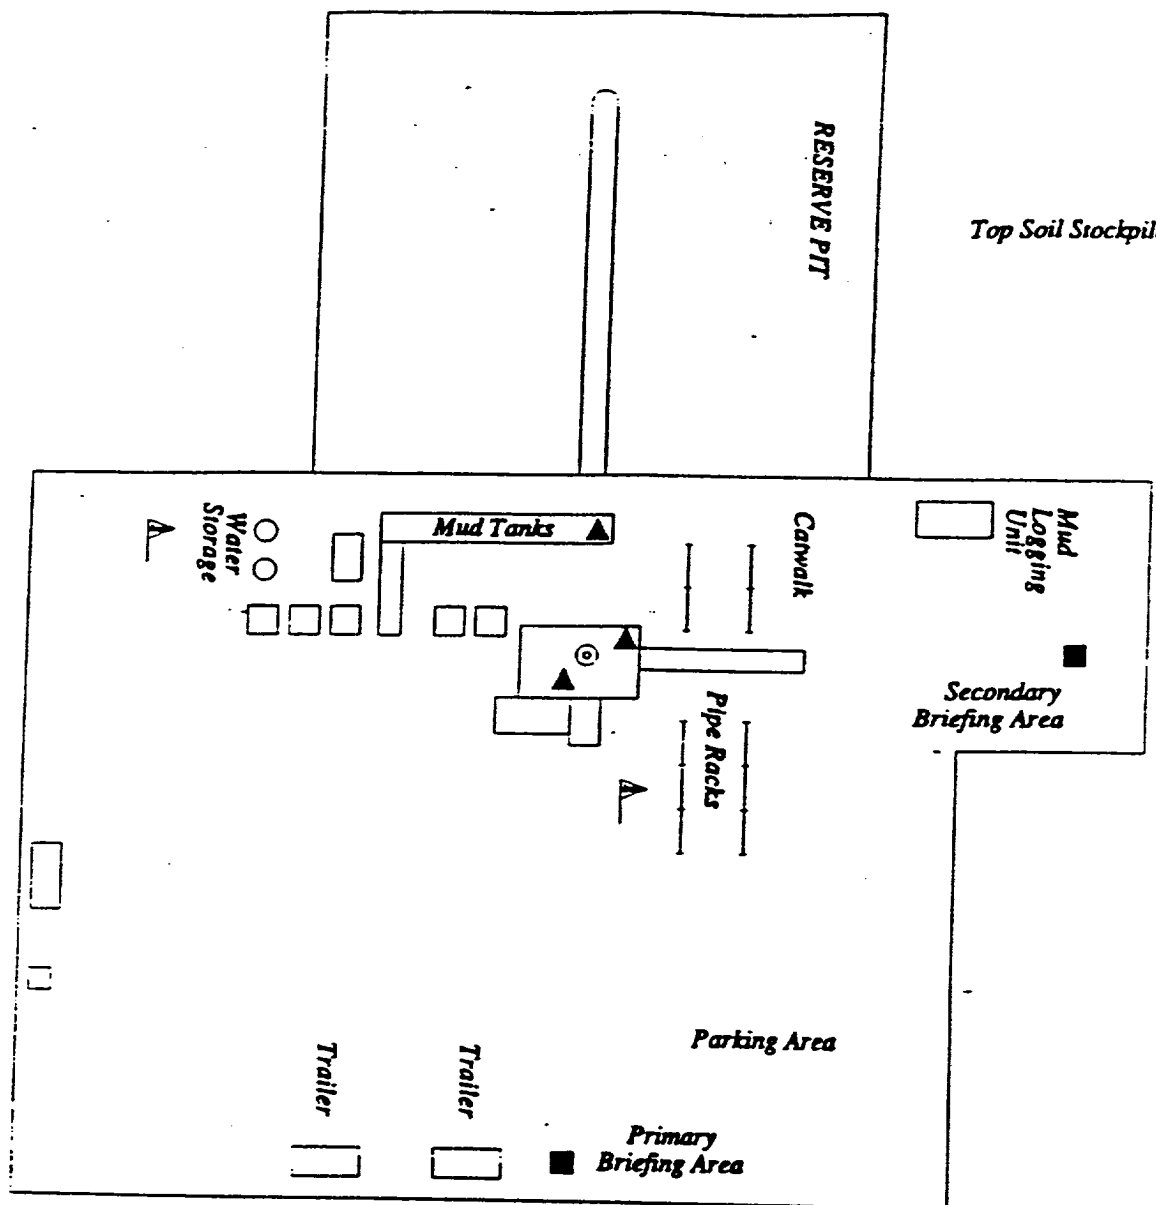 RESERVE PIT
Top Soil Stockpil
Water
Storage
Mud Tanks
Catwalk
Mud
Logging
Unit
Secondary
Briefing Area
Pipe Racks
Parking Area
Trailer
Trailer
Primary
Briefing Area